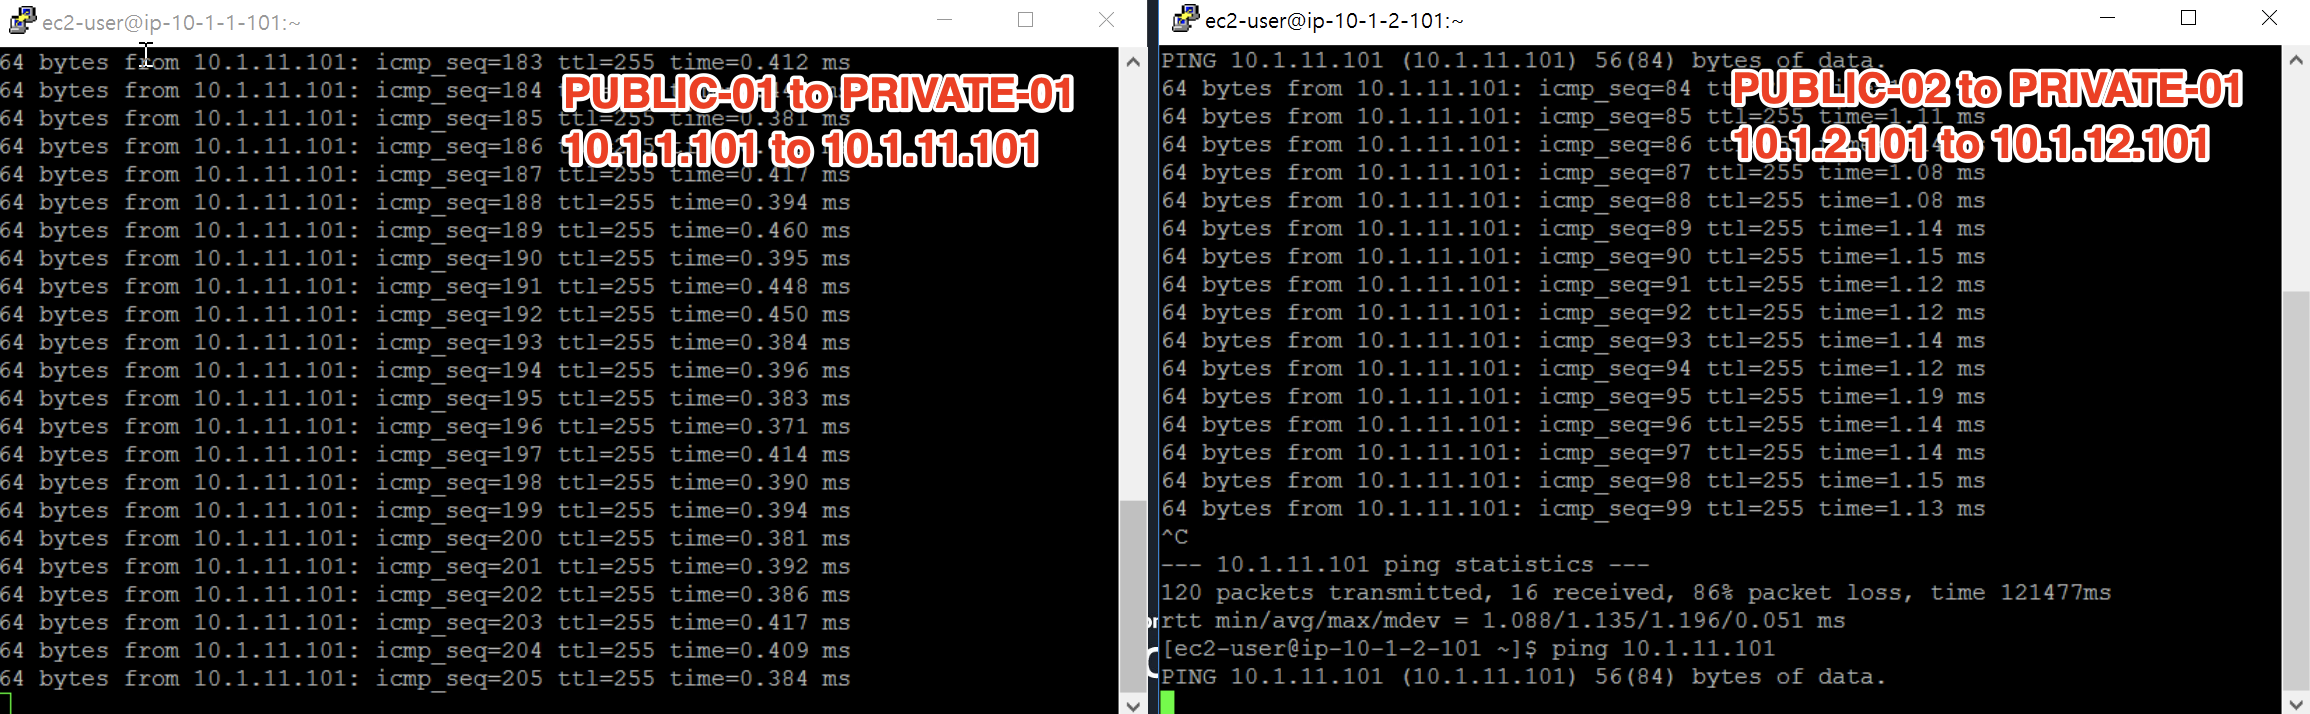 ec2-user@ip-10-1-1-101:~
64 bytes from 10.1.11.101: icmp_seq=183 ttl=255 time=0.412 ms
64 bytes from 10.1.11.101: icmp_seq=184
64 bytes from 10.1.11.101: icmp_seq=185 ttl=255 time=0.381 ms
64 bytes from 10.1.11.101: icmp_seq=186
64 bytes from 10.1.11.101: icmp_seq=187 ttl=255 time=0.417 ms
64 bytes from 10.1.11.101: icmp_seq=188 ttl=255 time=0.394 ms
64 bytes from 10.1.11.101: icmp_seq=189 ttl=255 time=0.460 ms
64 bytes from 10.1.11.101: icmp_seq=190 ttl=255 time=0.395 ms
64 bytes from 10.1.11.101: icmp_seq=191 ttl=255 time=0.448 ms
64 bytes from 10.1.11.101: icmp_seq=192 ttl=255 time=0.450 ms
64 bytes from 10.1.11.101: icmp_seq=193 ttl=255 time=0.384 ms
64 bytes from 10.1.11.101: icmp_seq=194 ttl=255 time=0.396 ms
64 bytes from 10.1.11.101: icmp_seq=195 ttl=255 time=0.383 ms
64 bytes from 10.1.11.101: icmp_seq=196 ttl=255 time=0.371 ms
64 bytes from 10.1.11.101: icmp_seq=197 ttl=255 time=0.414 ms
64 bytes from 10.1.11.101: icmp_seq=198 ttl=255 time=0.390 ms
64 bytes from 10.1.11.101: icmp_seq=199 ttl=255 time=0.394 ms
64 bytes from 10.1.11.101: icmp_seq=200 ttl=255 time=0.381 ms
64 bytes from 10.1.11.101: icmp_seq=201 ttl=255 time=0.392 ms
64 bytes from 10.1.11.101: icmp_seq=202 ttl=255 time=0.386 ms
64 bytes from 10.1.11.101: icmp_seq=203 ttl=255 time=0.417 ms
64 bytes from 10.1.11.101: icmp_seq=204 ttl=255 time=0.409 ms
64 bytes from 10.1.11.101: icmp_seq=205 ttl=255 time=0.384 ms
PUBLIC-01 to PRIVATE-01
10.1.1.101 to 10.1.11.101
ec2-user@ip-10-1-2-101:~
PING 10.1.11.101 (10.1.11.101) 56(84) bytes of data.
64 bytes from 10.1.11.101: icmp_seq=84
64 bytes from 10.1.11.101: icmp_seq=85 ttl=255 time=1.11 ms
64 bytes from 10.1.11.101: icmp_seq=86
64 bytes from 10.1.11.101: icmp_seq=87 ttl=255 time=1.08 ms
64 bytes from 10.1.11.101: icmp_seq=88 ttl=255 time=1.08 ms
64 bytes from 10.1.11.101: icmp_seq=89 ttl=255 time=1.14 ms
64 bytes from 10.1.11.101: icmp_seq=90 ttl=255 time=1.15 ms
64 bytes from 10.1.11.101: icmp_seq=91 ttl=255 time=1.12 ms
64 bytes from 10.1.11.101: icmp_seq=92 ttl=255 time=1.12 ms
64 bytes from 10.1.11.101: icmp_seq=93 ttl=255 time=1.14 ms
64 bytes from 10.1.11.101: icmp_seq=94 ttl=255 time=1.12 ms
64 bytes from 10.1.11.101: icmp_seq=95 ttl=255 time=1.19 ms
64 bytes from 10.1.11.101: icmp_seq=96 ttl=255 time=1.14 ms
64 bytes from 10.1.11.101: icmp_seq=97 ttl=255 time=1.14 ms
64 bytes from 10.1.11.101: icmp_seq=98 ttl=255 time=1.15 ms
64 bytes from 10.1.11.101: icmp_seq=99 ttl=255 time=1.13 ms
^C
--- 10.1.11.101 ping statistics ---
120 packets transmitted, 16 received, 86% packet loss, time 121477ms
rtt min/avg/max/mdev = 1.088/1.135/1.196/0.051 ms
[ec2-user@ip-10-1-2-101 ~]$ ping 10.1.11.101
PING 10.1.11.101 (10.1.11.101) 56(84) bytes of data.
PUBLIC-02 to PRIVATE-01
10.1.2.101 to 10.1.12.101